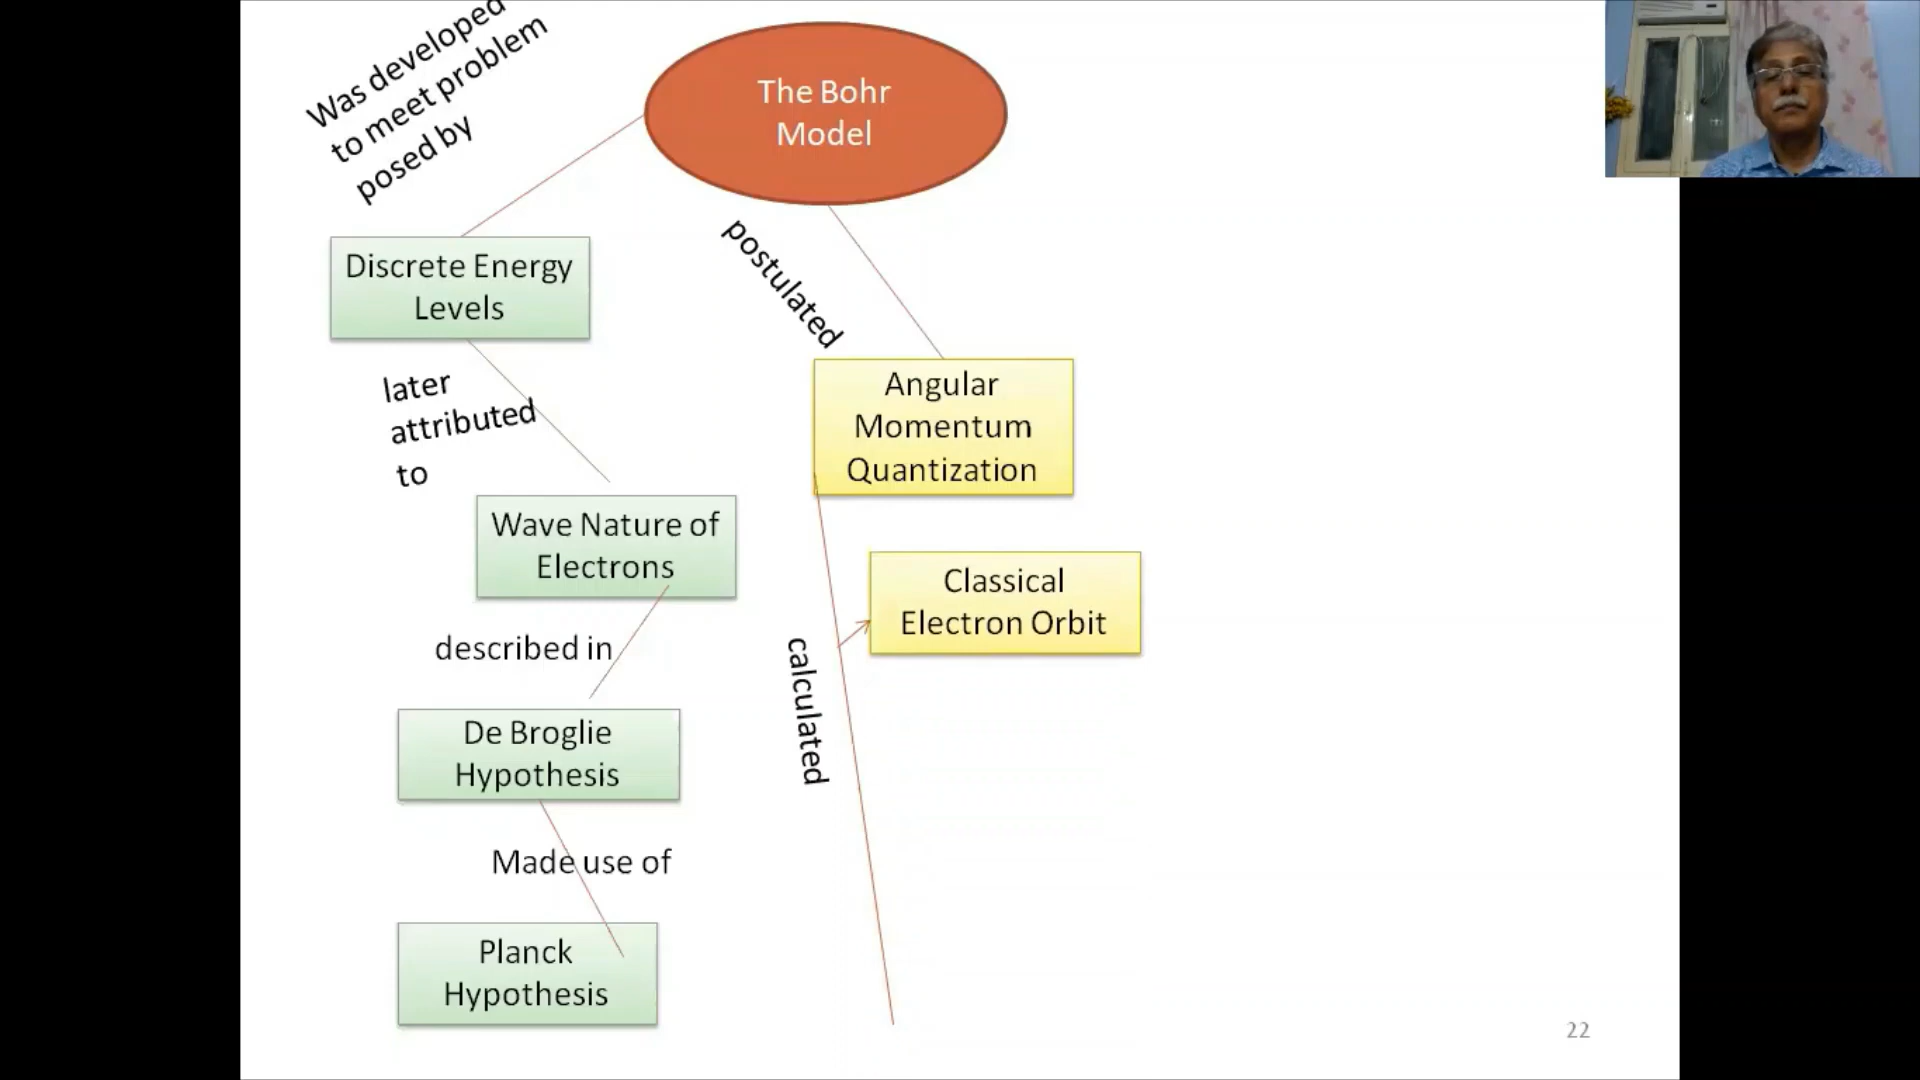 Was developed
to meet problem
posed by
The Bohr
Model
Discrete Energy
Levels
postulated
later
attributed
to
Angular
Momentum
Quantization
Wave Nature of
Electrons
Classical
Electron Orbit
described in
calculated
De Broglie
Hypothesis
Made use of
Planck
Hypothesis
22